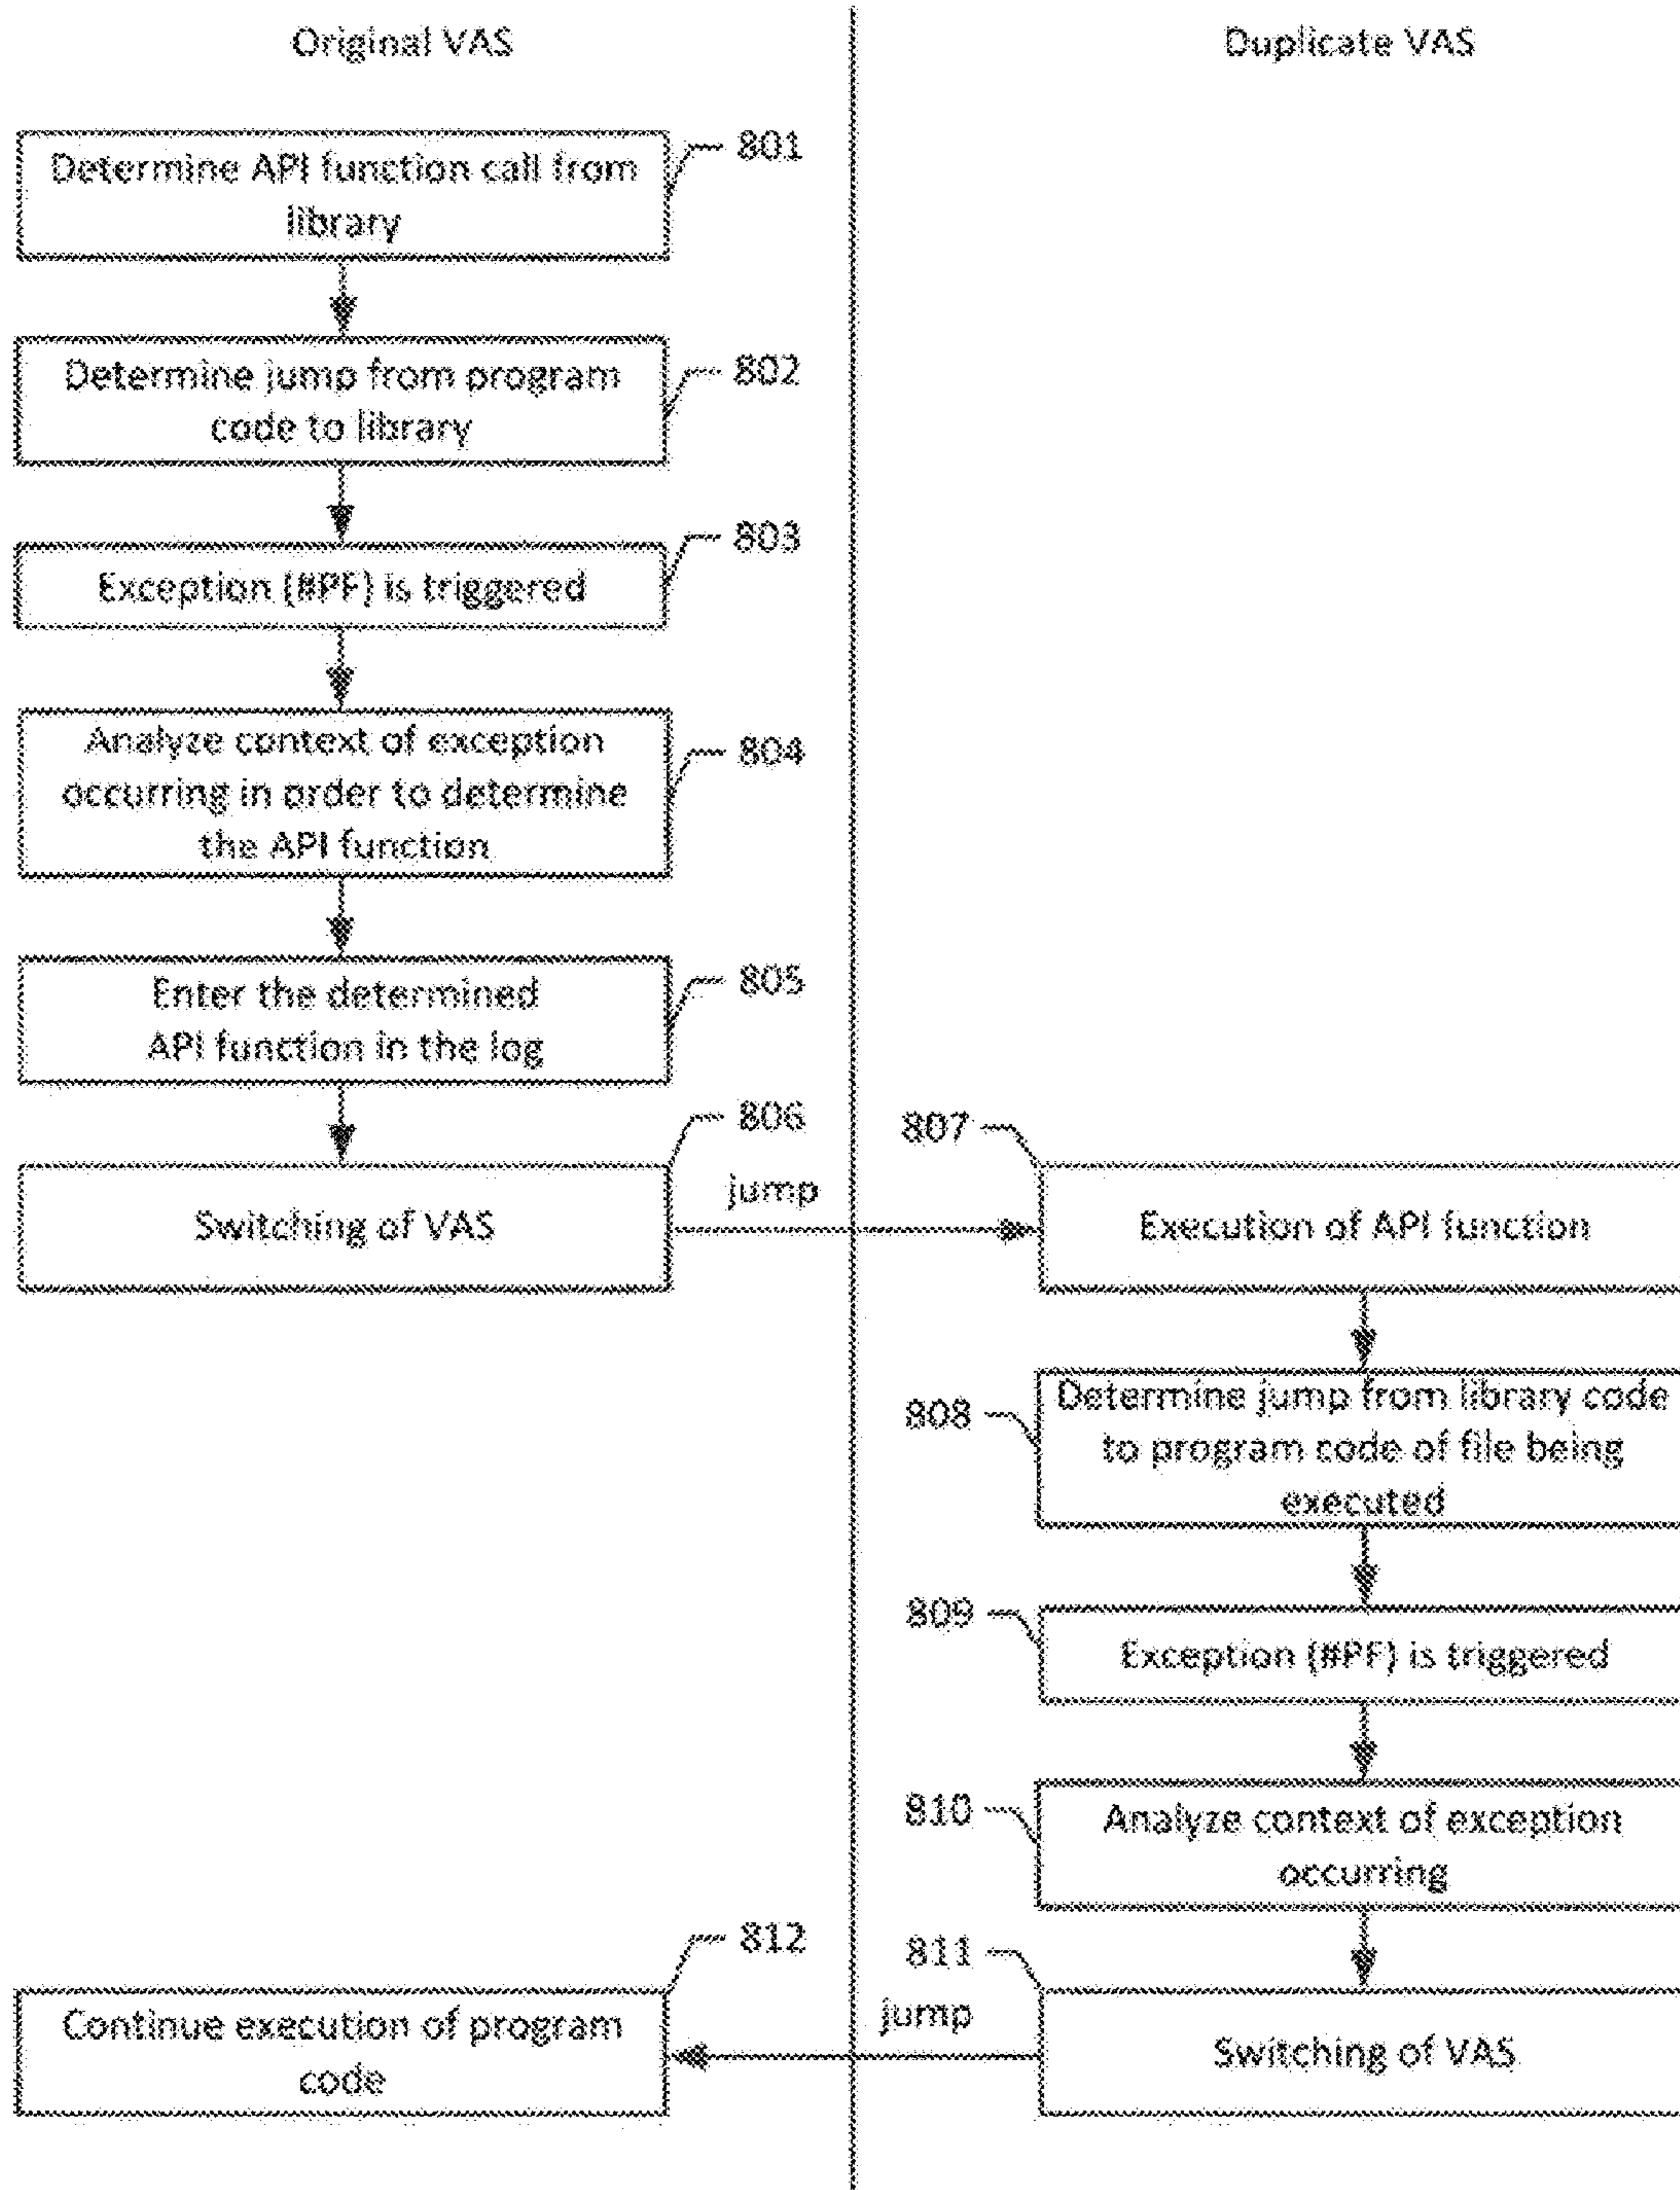 Original VAS
Duplicate VAS
Determine API function call from
library
801
Determine jump from program
code to library
802
Exception (#PF) is triggered
803
Analyze context of exception
occurring in order to determine
the API function
804
Enter the determined
API function in the log
805
Switching of VAS
806
jump
807
Execution of API function
808
Determine jump from library code
to program code of file being
executed
809
Exception (#PF) is triggered
810
Analyze context of exception
occurring
811
Switching of VAS
jump
812
Continue execution of program
code